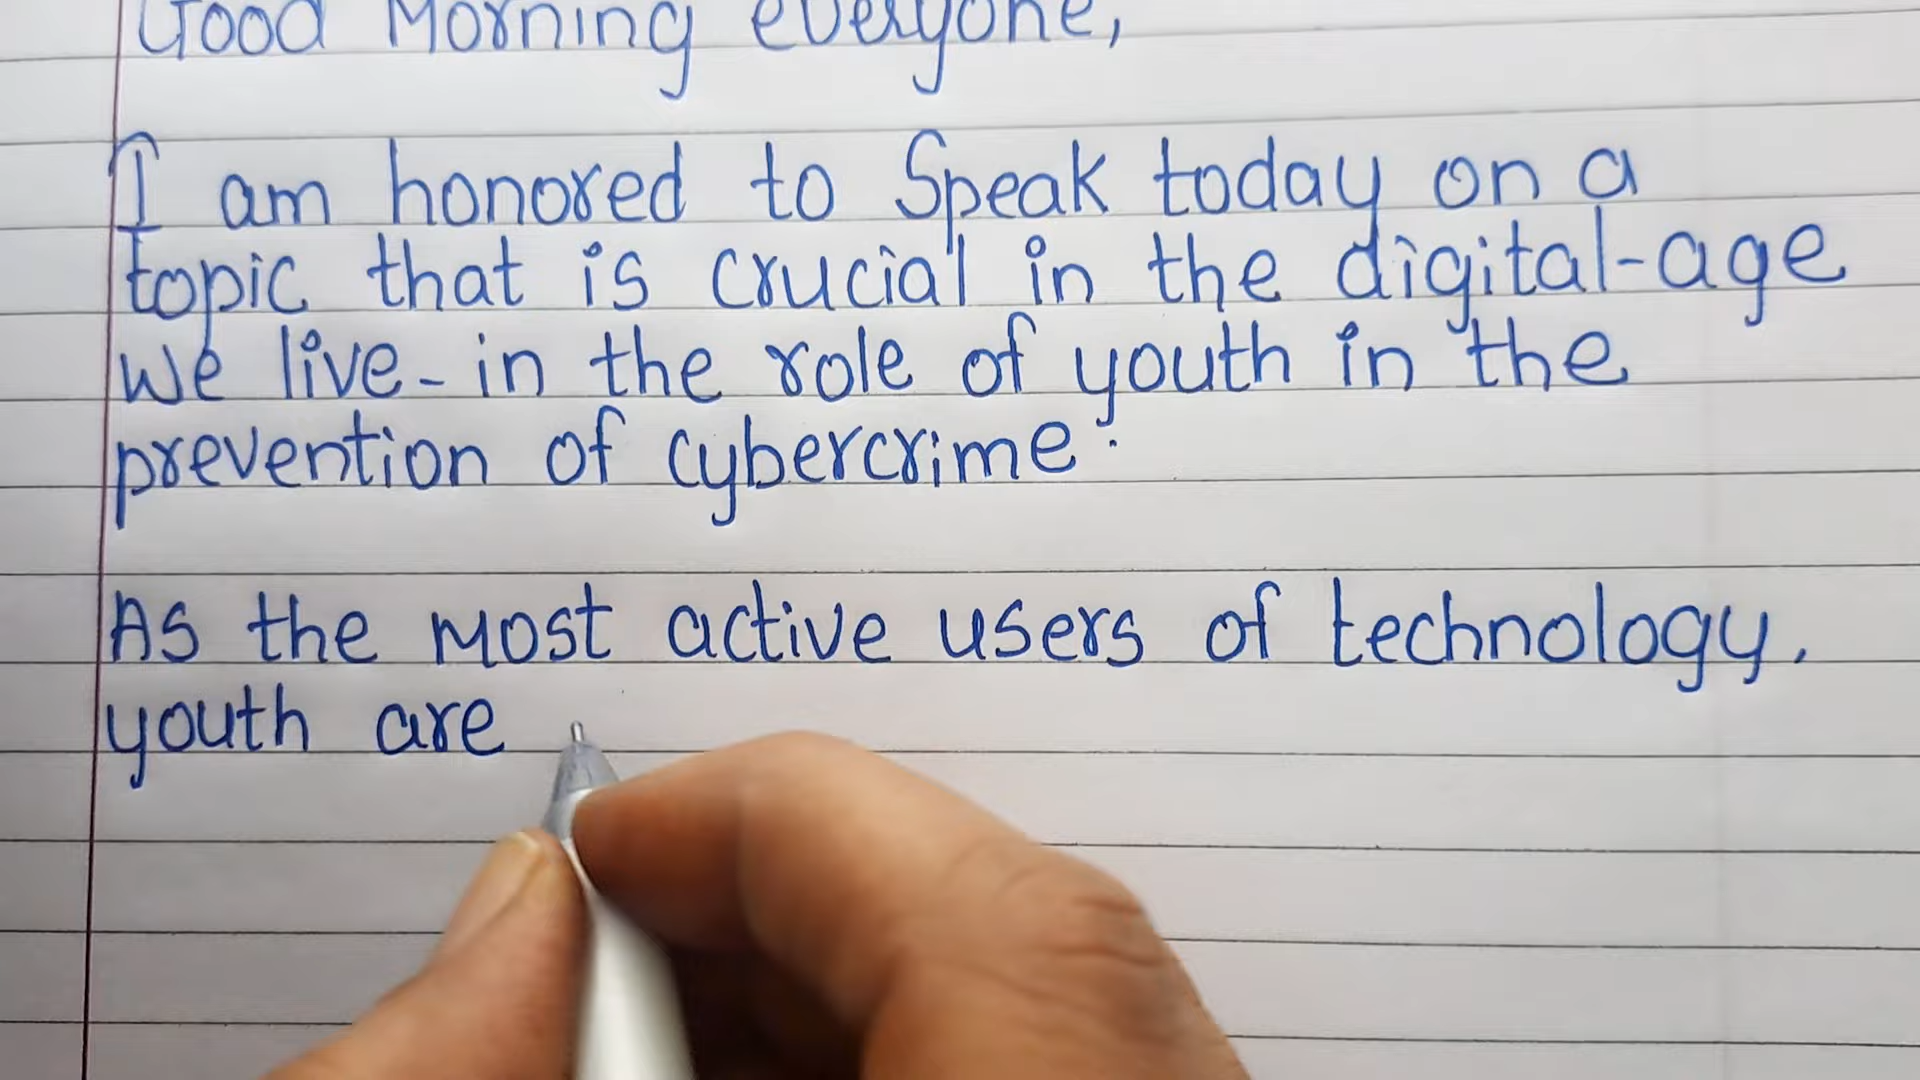 Good Morning everyone,
I am honored to Speak today on a
topic that is crucial in the digital-age
we live- in the role of youth in the
prevention of cybercrime.
As the most active users of technology.
youth are